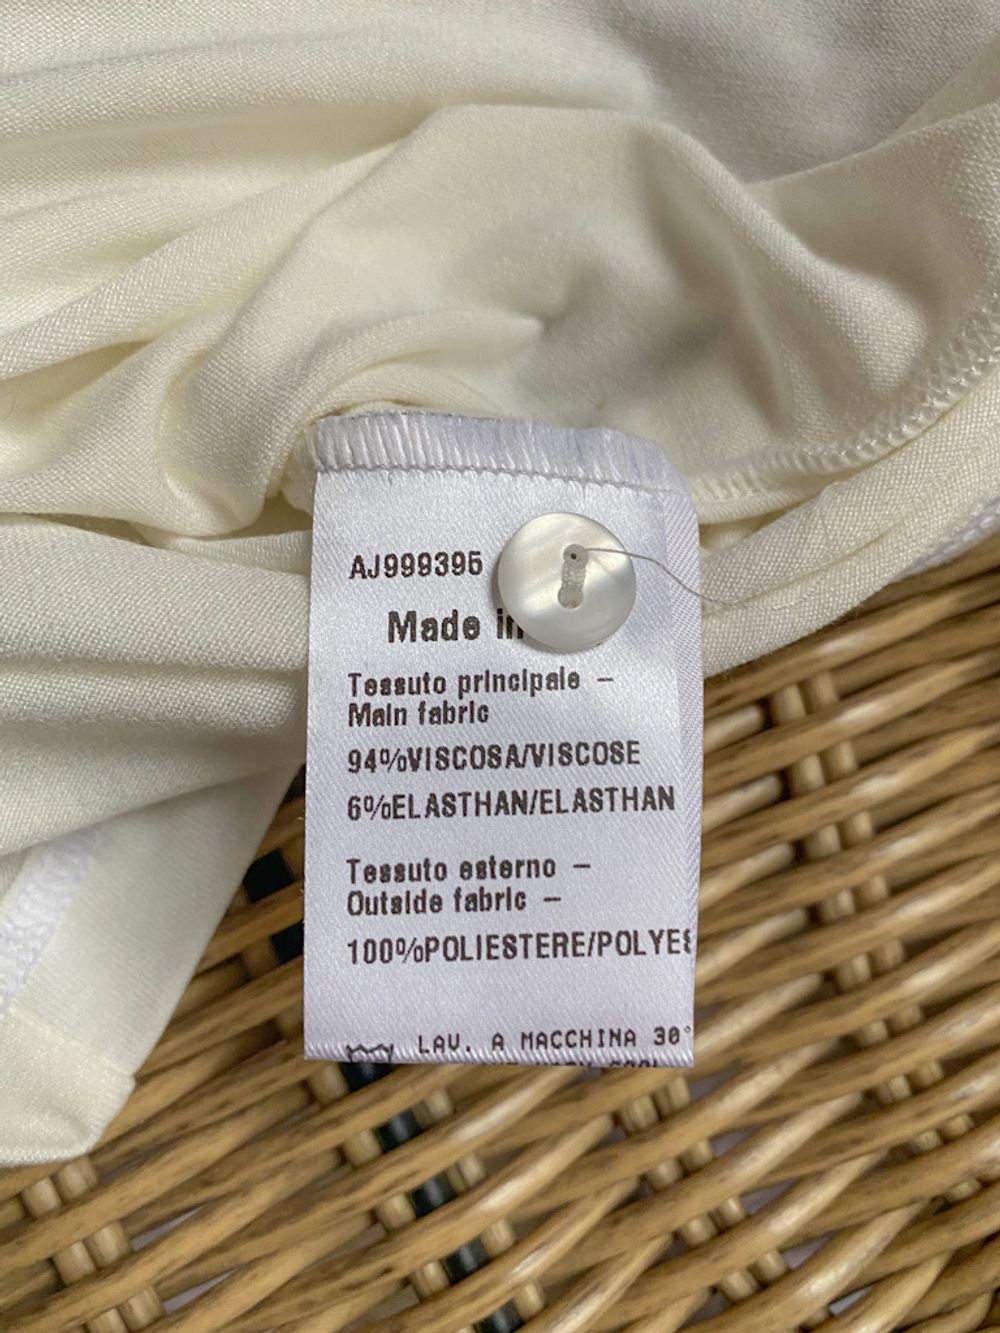 AJ999395
Made in
Tessuto principale –
Main fabric
94%VISCOSA/VISCOSE
6%ELASTHAN/ELASTHAN
Tessuto esterno –
Outside fabric –
100%POLIESTERE/POLYES
LAV. A MACCHINA 30°